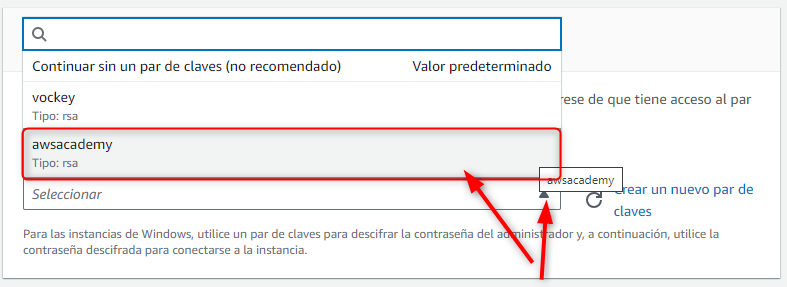 Continuar sin un par de claves (no recomendado) Valor predeterminado
vockey
Tipo: rsa
rese de que tiene acceso al par
awsacademy
Tipo: rsa
awsacademy
Seleccionar
Crear un nuevo par de
claves
Para las instancias de Windows, utilice un par de claves para descifrar la contraseña del administrador y, a continuación, utilice la
contraseña descifrada para conectarse a la instancia.